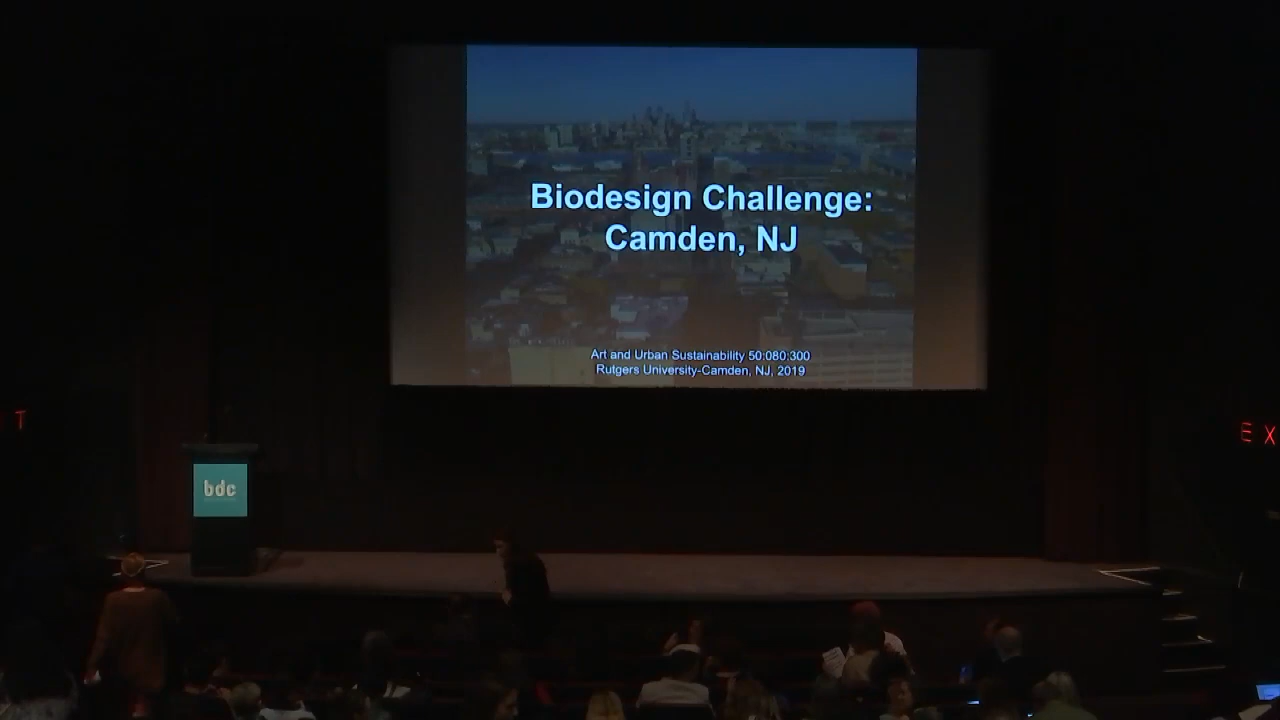 Biodesign Challenge:
Camden, NJ
Art and Urban Sustainability 50:080:300
Rutgers University-Camden, NJ, 2019
T
E X
bdc